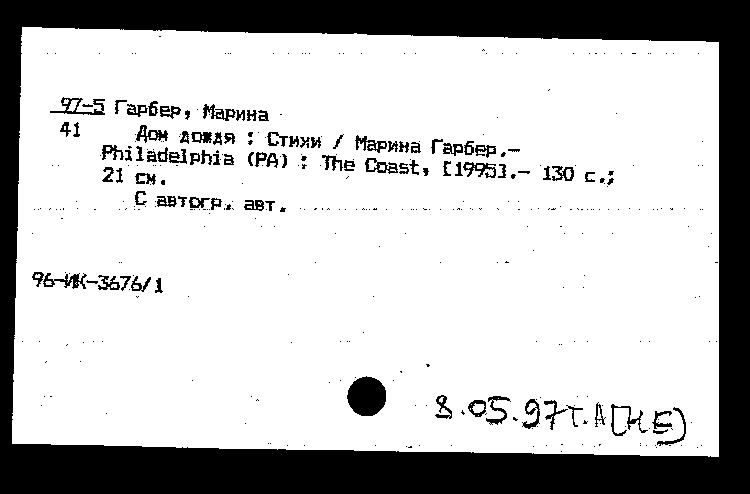 97-5 Гарбер, Марина
41 Дом дождя : Стихи / Марина Гарбер.-
Philadelphia (PA) : The Coast, [1995].- 130 с.;
21 см.
С автогр. авт.
96-ИК-3676/1
8.05.97 Т.А(НЕ)